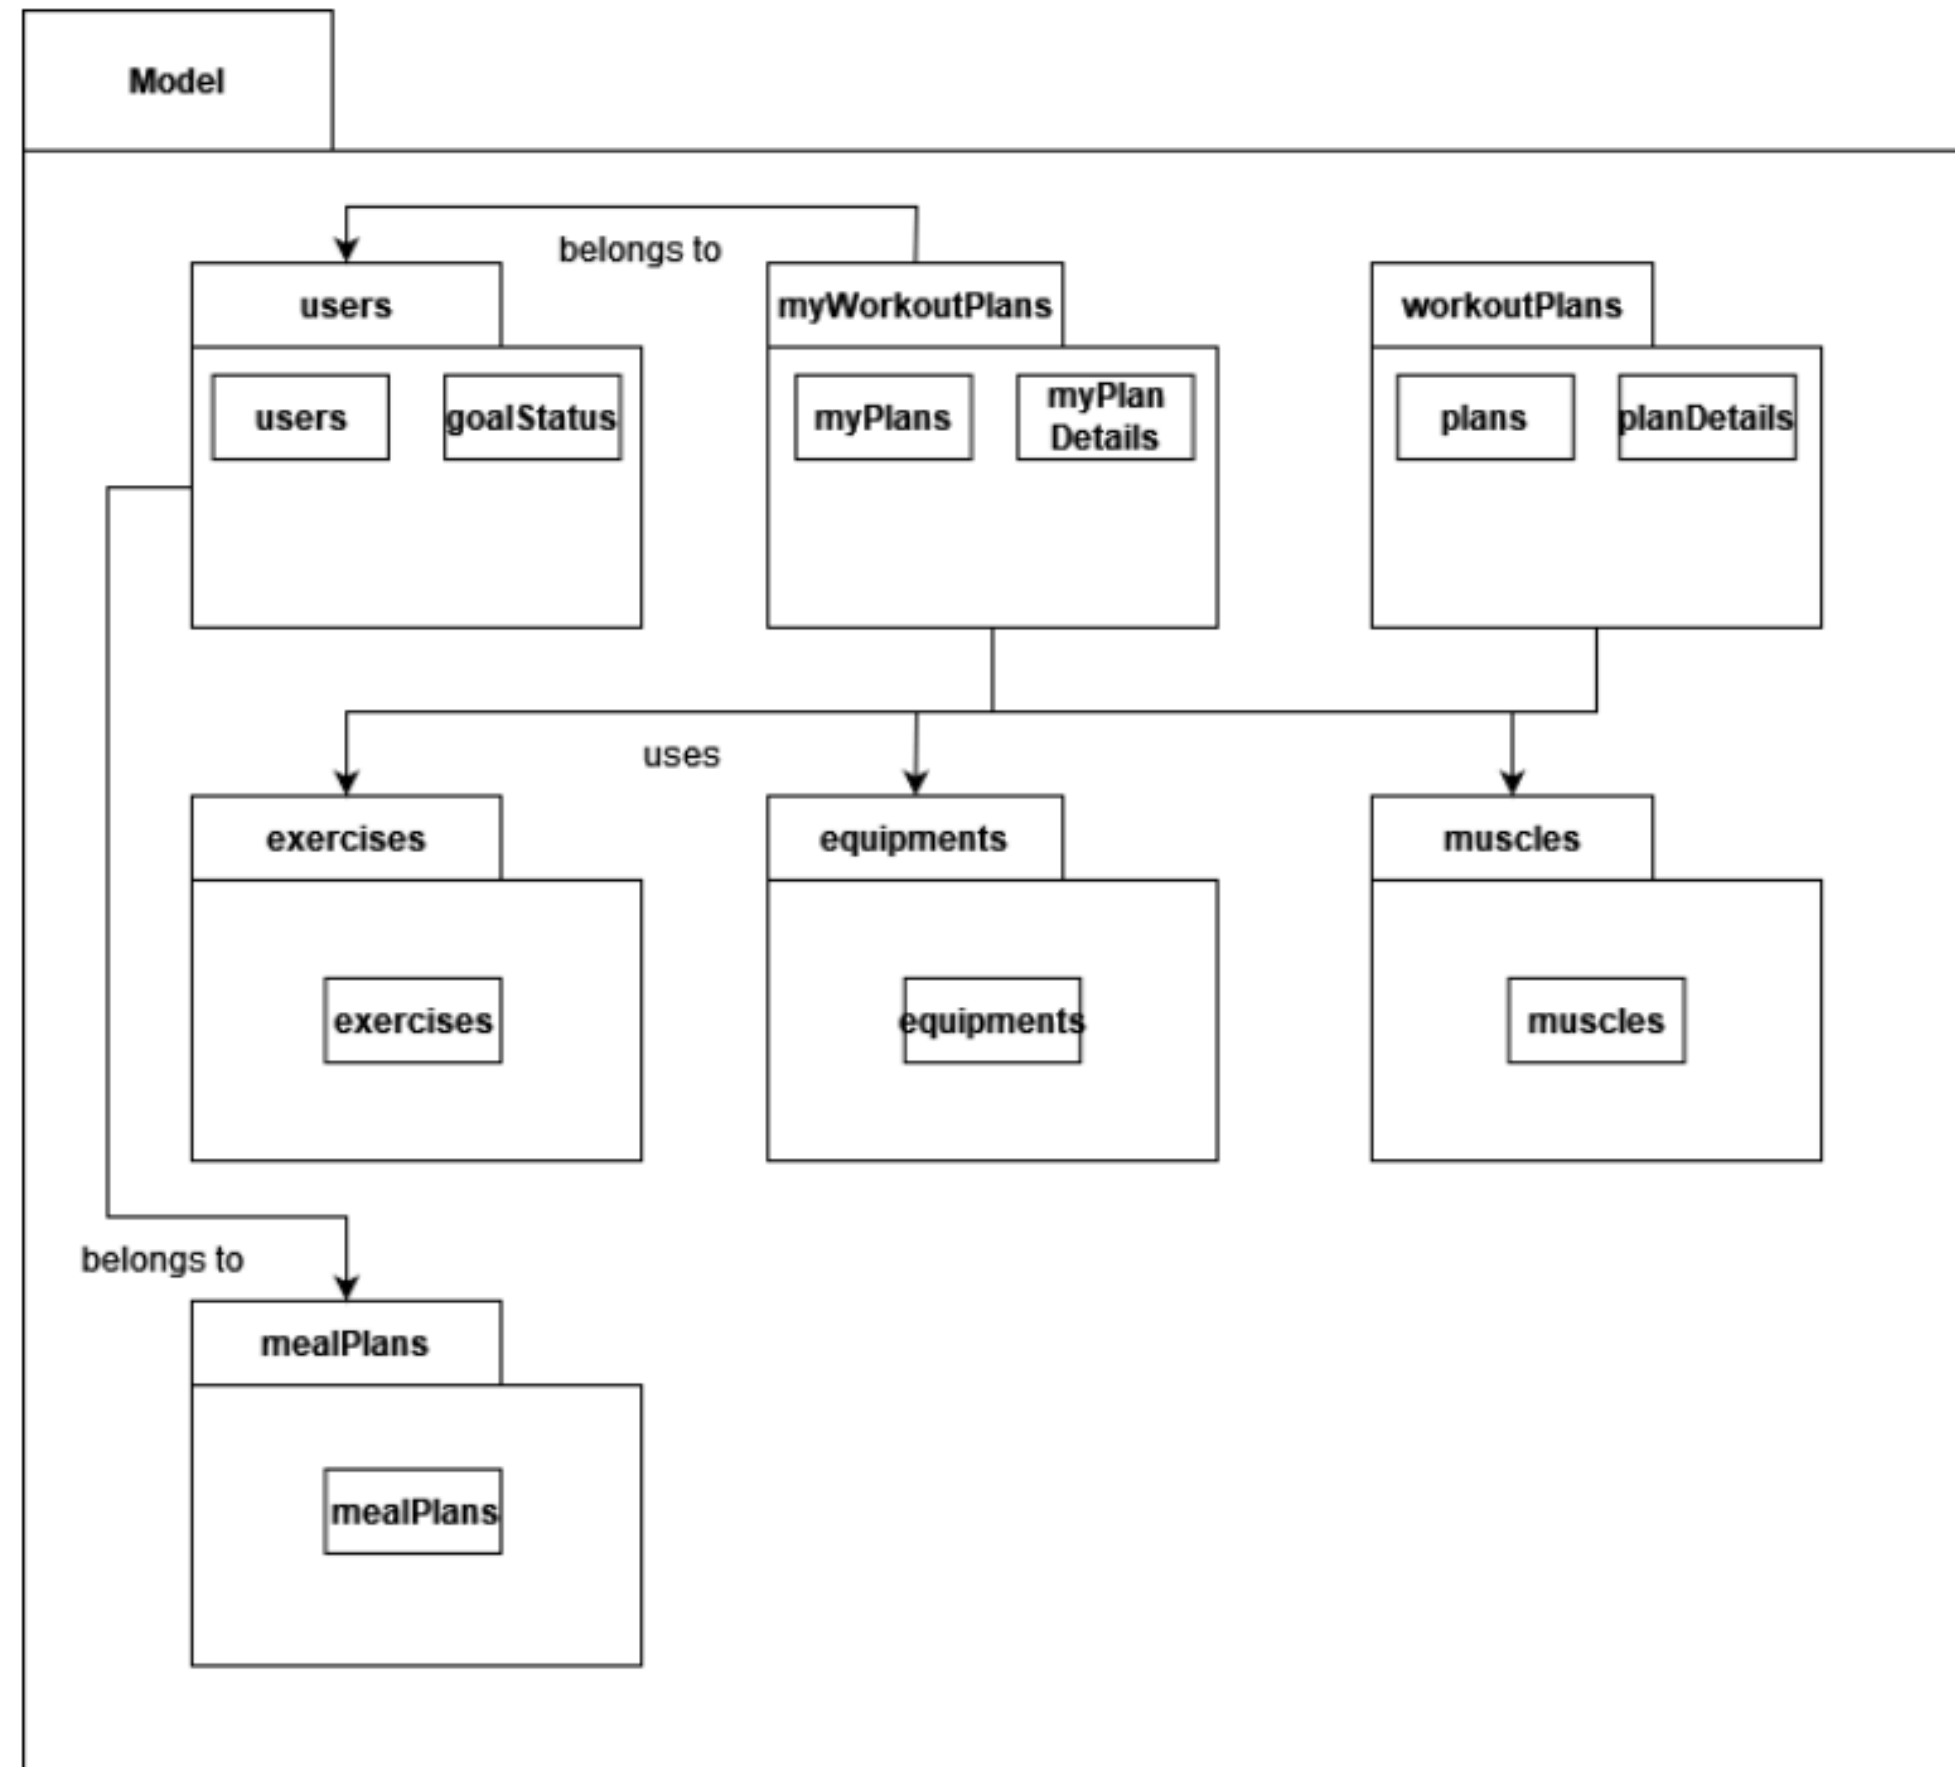 Model
belongs to
users
myWorkoutPlans
workoutPlans
users
goalStatus
myPlans
myPlan
Details
plans
planDetails
uses
exercises
equipments
muscles
exercises
equipments
muscles
belongs to
mealPlans
mealPlans